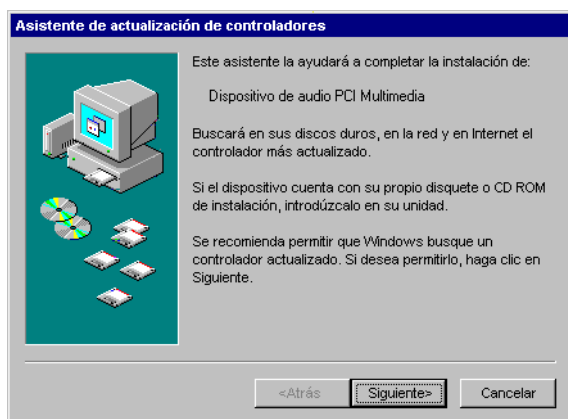 Asistente de actualización de controladores
Este asistente la ayudará a completar la instalación de:
Dispositivo de audio PCI Multimedia
Buscará en sus discos duros, en la red y en Internet el
controlador más actualizado.
Si el dispositivo cuenta con su propio disquete o CD ROM
de instalación, introdúzcalo en su unidad.
Se recomienda permitir que Windows busque un
controlador actualizado. Si desea permitirlo, haga clic en
Siguiente.
<Atrás
Siguiente>
Cancelar